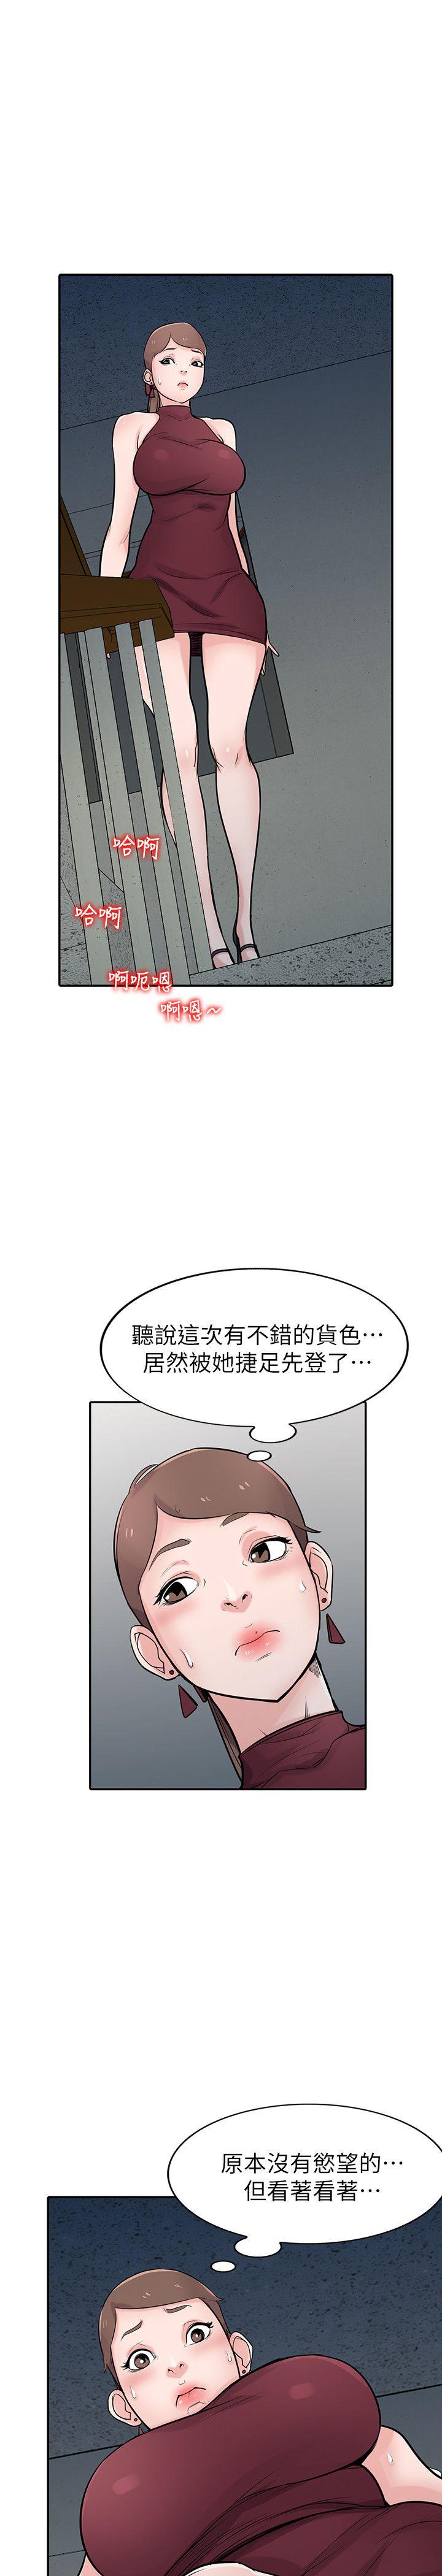 哈啊
哈啊
啊呃嗯
啊嗯~
聽說這次有不錯的貨色⋯
居然被她捷足先登了⋯
原本沒有慾望的⋯
但看著看著⋯